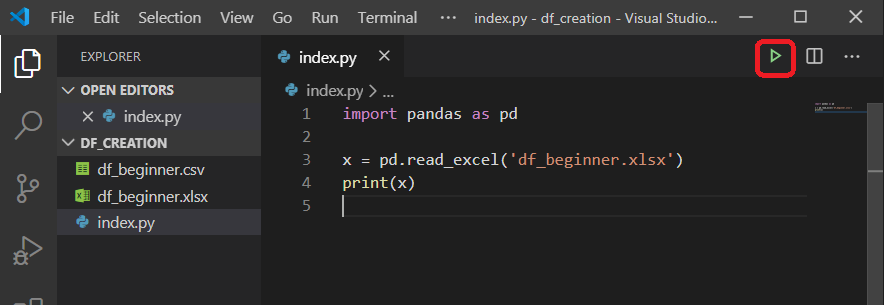 File Edit Selection View Go Run Terminal ··· index.py - df_creation - Visual Studio...
EXPLORER
OPEN EDITORS
index.py
DF_CREATION
df_beginner.csv
df_beginner.xlsx
index.py
index.py
index.py > ...
1 import pandas as pd
2
3 x = pd.read_excel('df_beginner.xlsx')
4 print(x)
5